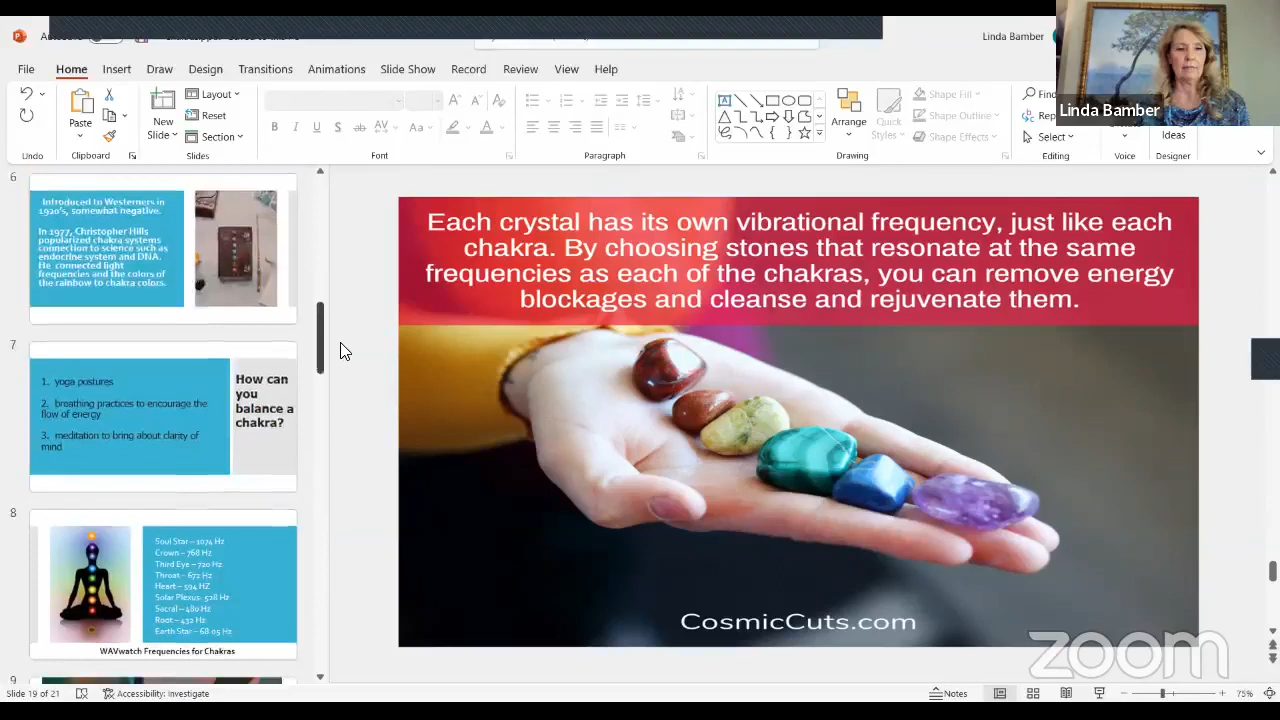 Linda Bamber
File Home Insert Draw Design Transitions Animations Slide Show Record Review View Help
Linda Bamber
Paste
New
Slide
Layout
Reset
Section
Arrange
Quick
Styles
Shape Fill
Shape Outline
Shape Effects
Select
Ideas
Undo Clipboard Slides Font Paragraph Drawing Editing Voice Designer
6
Introduced to Westerners in
1920's, somewhat negative.
In 1977, Christopher Hills
popularized chakra systems
connection to science such as
endocrine system and DNA.
He connected light
frequencies and the colors of
the rainbow to chakra colors.
7
1. yoga postures
2. breathing practices to encourage the
flow of energy
3. meditation to bring about clarity of
mind
How can
you
balance a
chakra?
8
Soul Star – 1074 Hz
Crown – 768 Hz
Third Eye – 720 Hz
Throat – 672 Hz
Heart – 594 HZ
Solar Plexus- 528 Hz
Sacral – 480 Hz
Root – 432 Hz
Earth Star – 68.05 Hz
WAVwatch Frequencies for Chakras
9
Each crystal has its own vibrational frequency, just like each
chakra. By choosing stones that resonate at the same
frequencies as each of the chakras, you can remove energy
blockages and cleanse and rejuvenate them.
CosmicCuts.com
zoom
Slide 19 of 21 Accessibility: Investigate Notes 75%